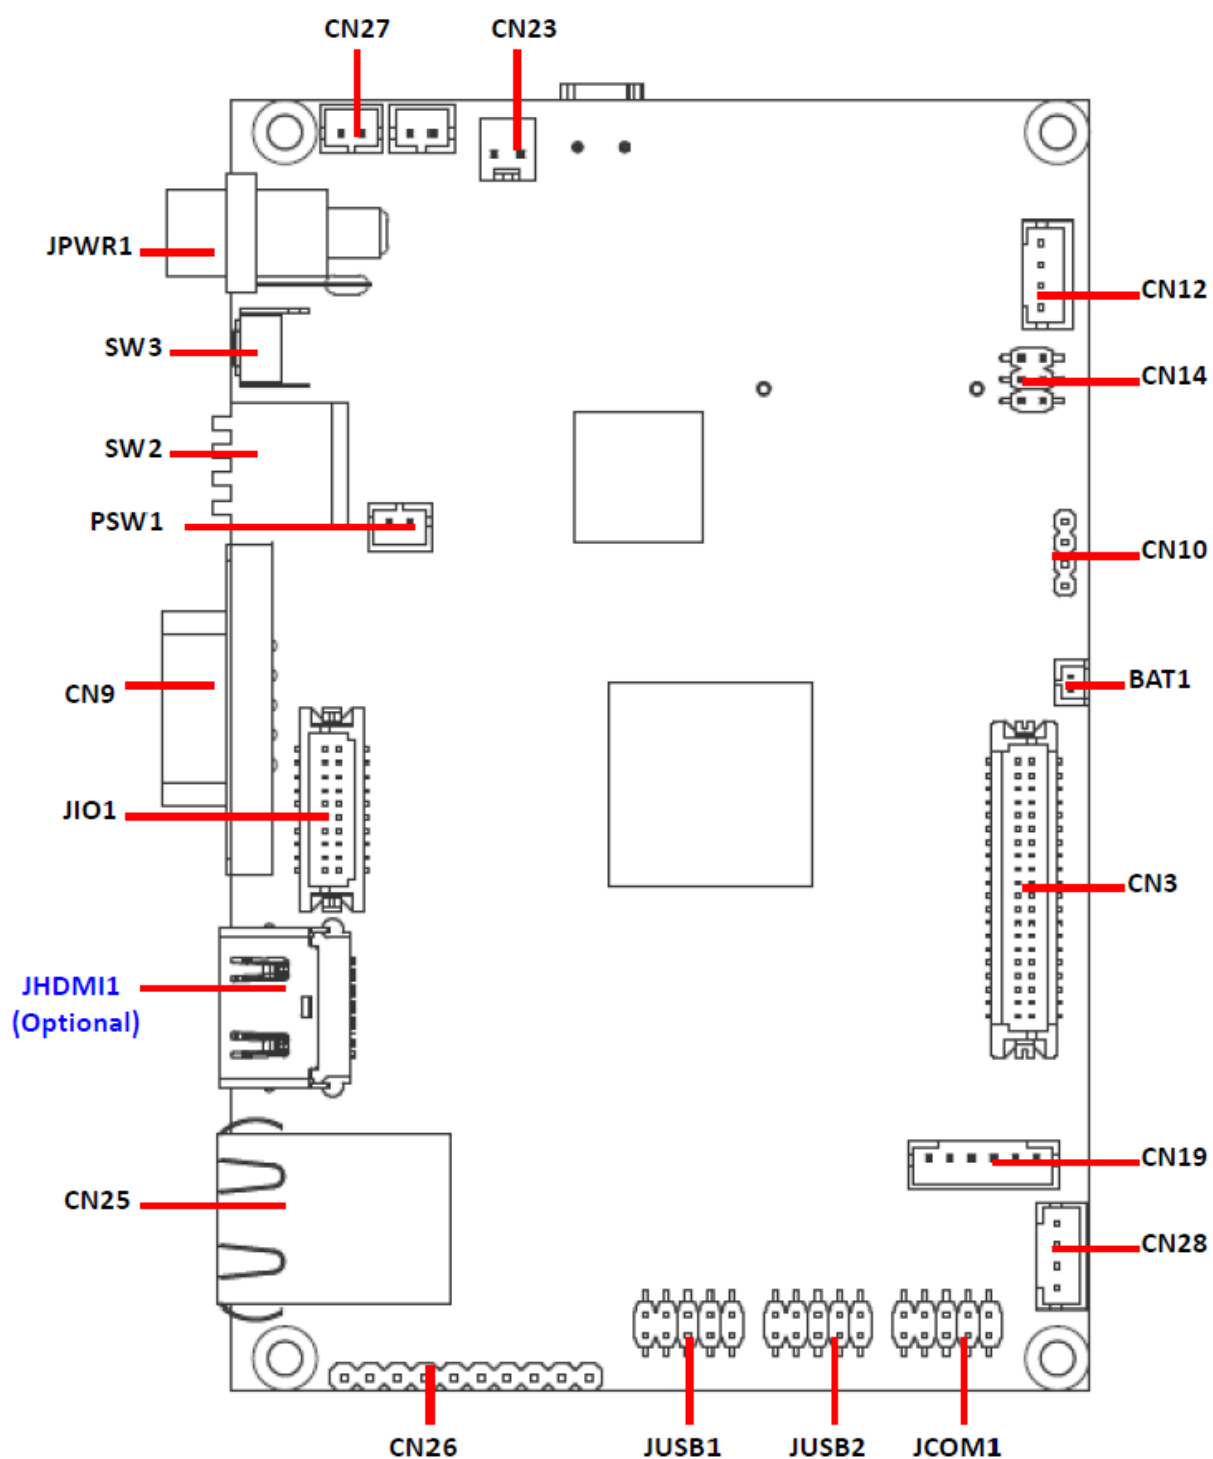 CN27
CN23
JPWR1
CN12
SW3
CN14
SW2
PSW1
CN10
CN9
BAT1
JIO1
CN3
JHDMI1
(Optional)
CN19
CN25
CN28
CN26
JUSB1
JUSB2
JCOM1